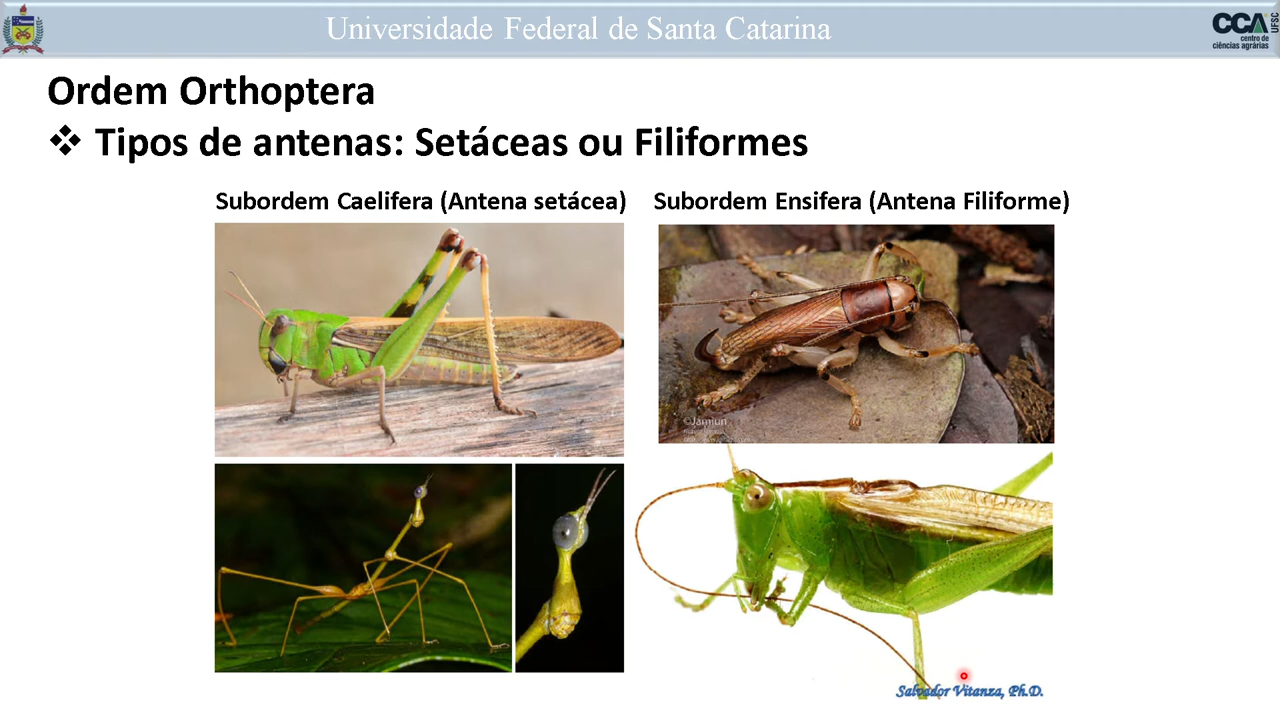 Universidade Federal de Santa Catarina
CCA
UFSC
centro de
ciências agrárias
Ordem Orthoptera
❖ Tipos de antenas: Setáceas ou Filiformes
Subordem Caelifera (Antena setácea)
Subordem Ensifera (Antena Filiforme)
©Jamiun
Salvador Vitanza, Ph.D.